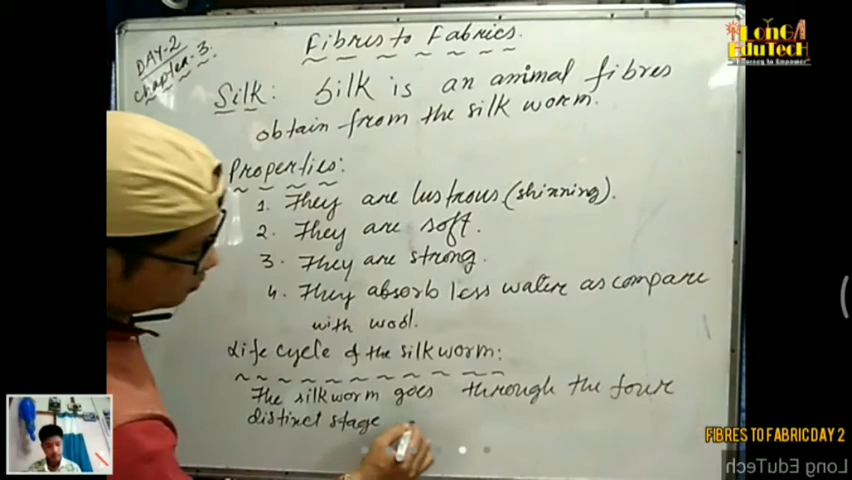 DAY-2
chapter-3
Fibres to Fabrics.
LonGA
EduTecH
Silk: Silk is an animal fibres
obtain from the silk worm.
Properties:
1. They are lustrous (shinning).
2. They are soft.
3. They are strong.
4. They absorb less water as compare
with wool.
Life cycle of the silkworm:
The silkworm goes through the four
distinct stage
FIBRES TO FABRIC DAY 2
Long EduTech